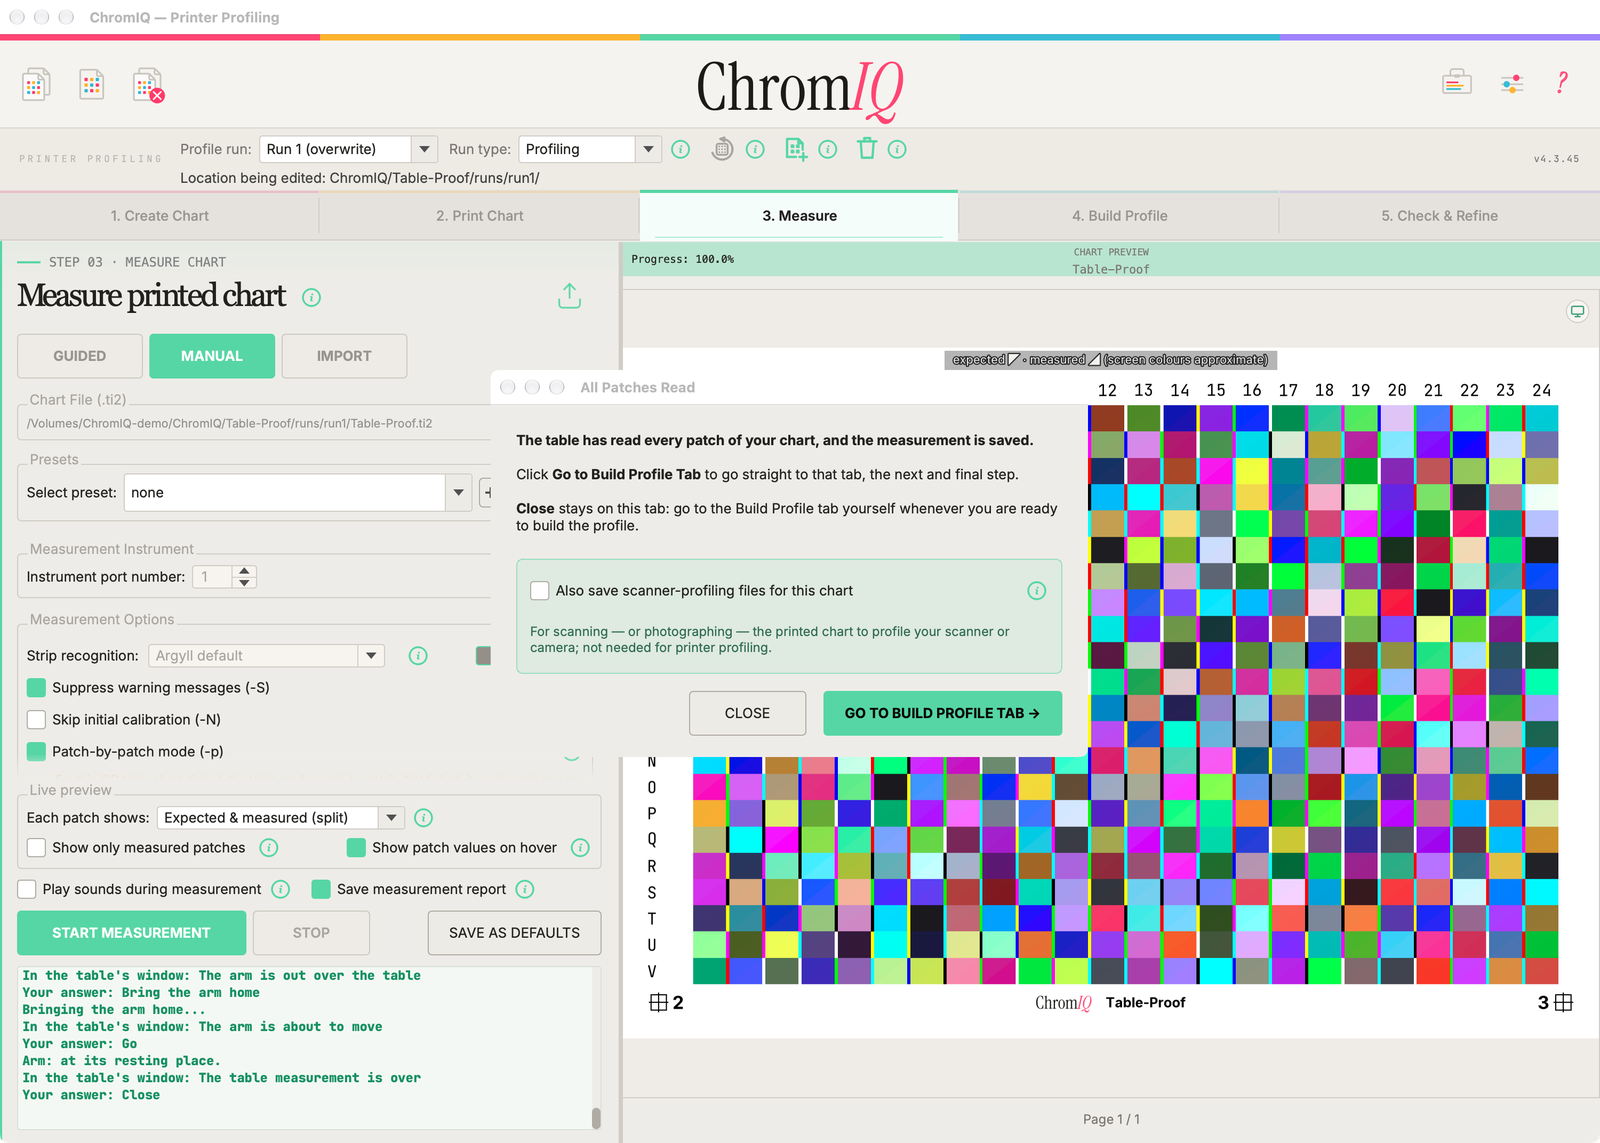 ChromIQ — Printer Profiling
ChromIQ
?
PRINTER PROFILING
Profile run:
Run 1 (overwrite)
Run type:
Profiling
v4.3.45
Location being edited: ChromIQ/Table-Proof/runs/run1/
1. Create Chart
2. Print Chart
3. Measure
4. Build Profile
5. Check & Refine
STEP 03 · MEASURE CHART
Measure printed chart
GUIDED
MANUAL
IMPORT
Chart File (.ti2)
/Volumes/ChromIQ-demo/ChromIQ/Table-Proof/runs/run1/Table-Proof.ti2
Presets
Select preset:
none
Measurement Instrument
Instrument port number:
1
Measurement Options
Strip recognition:
Argyll default
Suppress warning messages (-S)
Skip initial calibration (-N)
Patch-by-patch mode (-p)
Live preview
Each patch shows:
Expected & measured (split)
Show only measured patches
Show patch values on hover
Play sounds during measurement
Save measurement report
START MEASUREMENT
STOP
SAVE AS DEFAULTS
In the table's window: The arm is out over the table
Your answer: Bring the arm home
Bringing the arm home...
In the table's window: The arm is about to move
Your answer: Go
Arm: at its resting place.
In the table's window: The table measurement is over
Your answer: Close
Progress: 100.0%
CHART PREVIEW
Table-Proof
expected · measured (screen colours approximate)
12 13 14 15 16 17 18 19 20 21 22 23 24
All Patches Read
The table has read every patch of your chart, and the measurement is saved.
Click Go to Build Profile Tab to go straight to that tab, the next and final step.
Close stays on this tab: go to the Build Profile tab yourself whenever you are ready
to build the profile.
Also save scanner-profiling files for this chart
For scanning — or photographing — the printed chart to profile your scanner or
camera; not needed for printer profiling.
CLOSE
GO TO BUILD PROFILE TAB →
N
O
P
Q
R
S
T
U
V
2
ChromIQ Table-Proof
3
Page 1 / 1